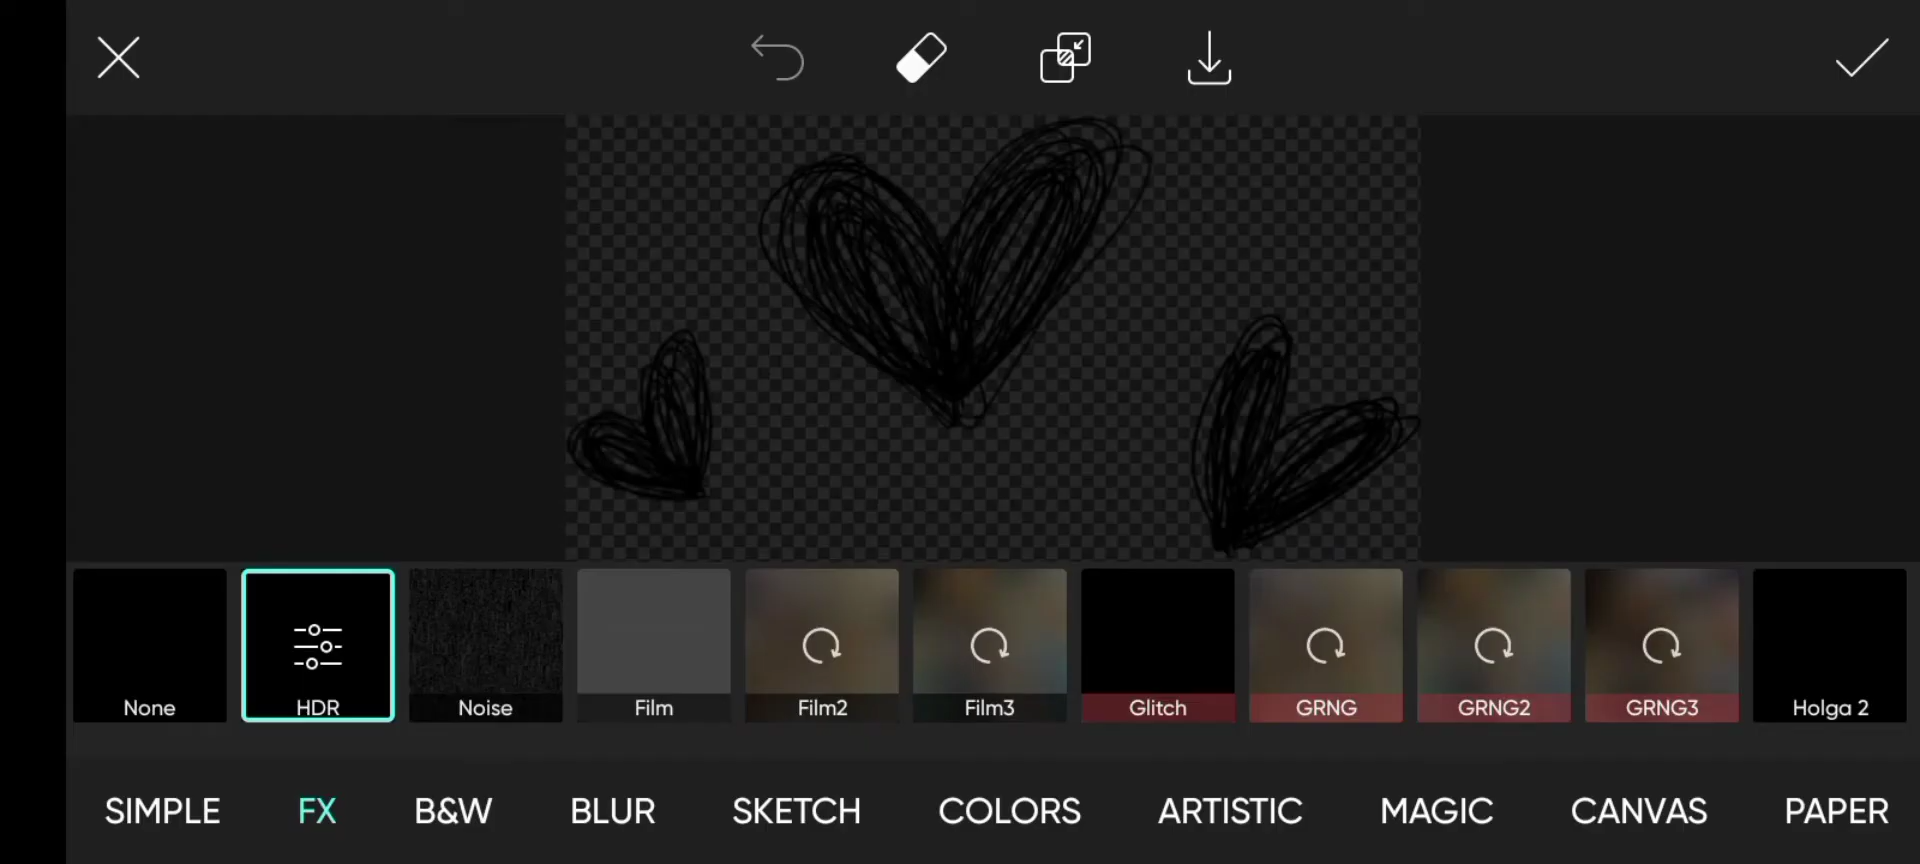 None HDR Noise Film Film2 Film3 Glitch GRNG GRNG2 GRNG3 Holga 2
SIMPLE FX B&W BLUR SKETCH COLORS ARTISTIC MAGIC CANVAS PAPER